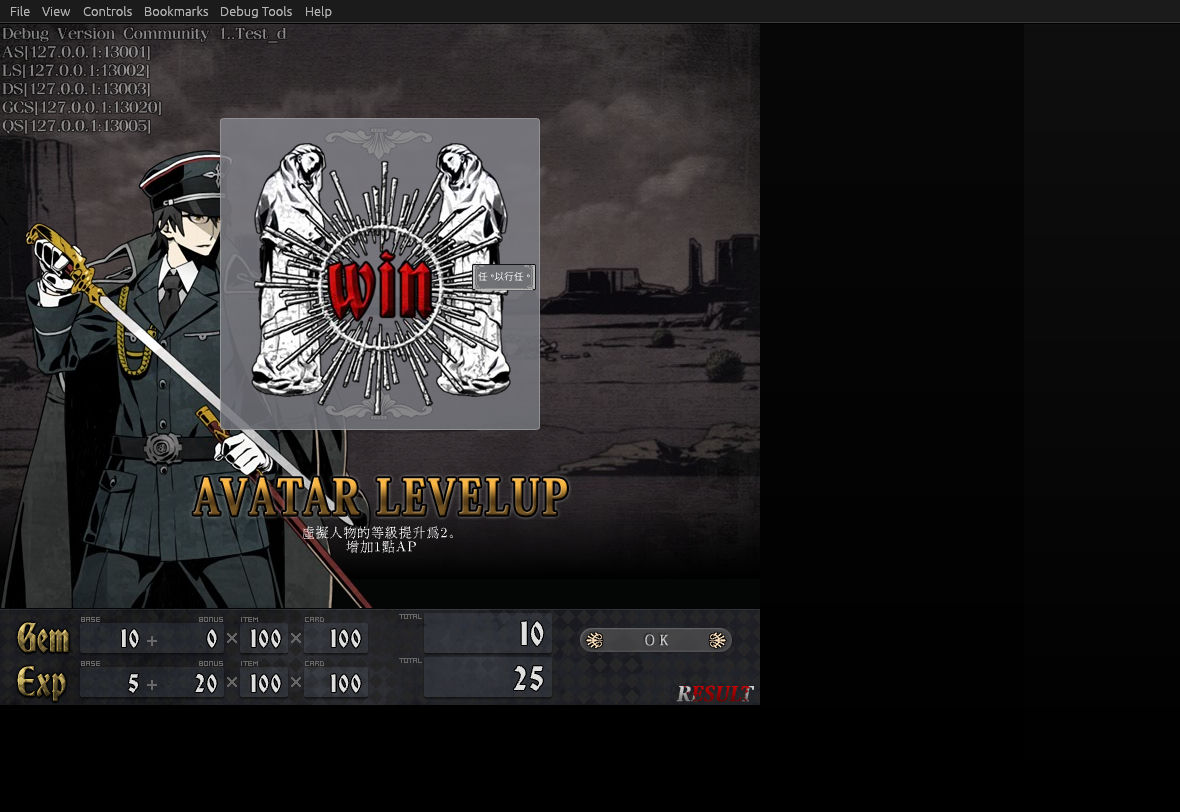 File View Controls Bookmarks Debug Tools Help
Debug Version Community 1..Test_d
AS[127.0.0.1:13001]
LS[127.0.0.1:13002]
DS[127.0.0.1:13003]
GCS[127.0.0.1:13020]
QS[127.0.0.1:13005]
win
任。以行任。
AVATAR LEVELUP
虛擬人物的等級提升為2。
增加1點AP
BASE BONUS ITEM CARD TOTAL
Gem 10 + 0 × 100 × 100 10
OK
BASE BONUS ITEM CARD TOTAL
Exp 5 + 20 × 100 × 100 25
RESULT